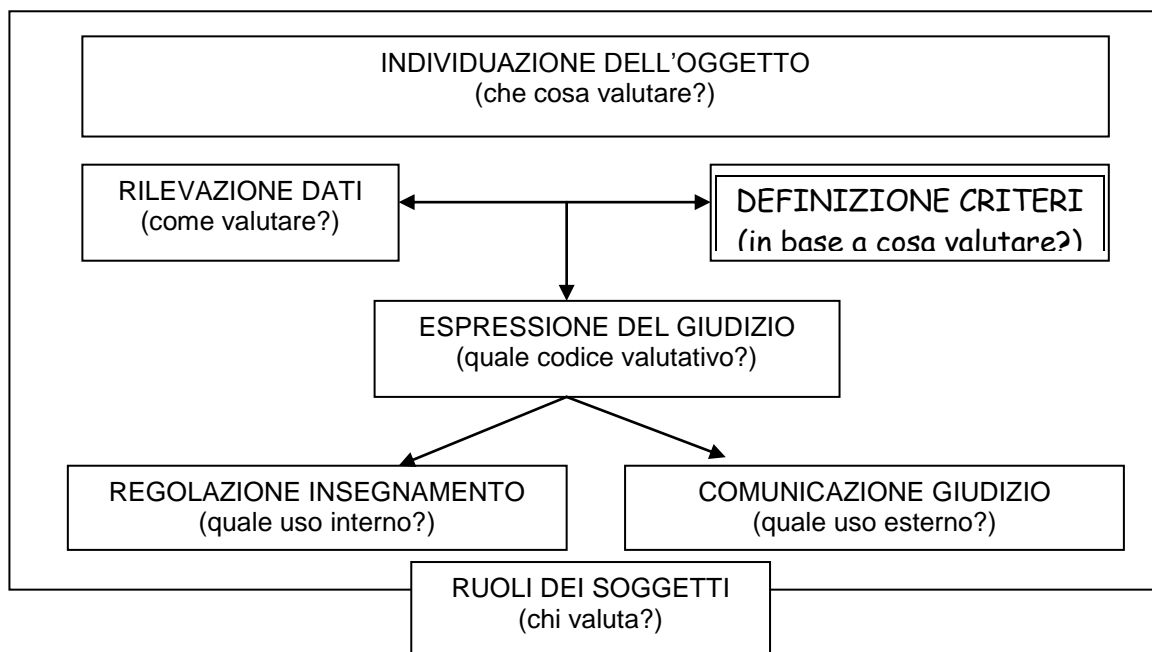 INDIVIDUAZIONE DELL'OGGETTO
(che cosa valutare?)
RILEVAZIONE DATI
(come valutare?)
DEFINIZIONE CRITERI
(in base a cosa valutare?)
ESPRESSIONE DEL GIUDIZIO
(quale codice valutativo?)
REGOLAZIONE INSEGNAMENTO
(quale uso interno?)
COMUNICAZIONE GIUDIZIO
(quale uso esterno?)
RUOLI DEI SOGGETTI
(chi valuta?)